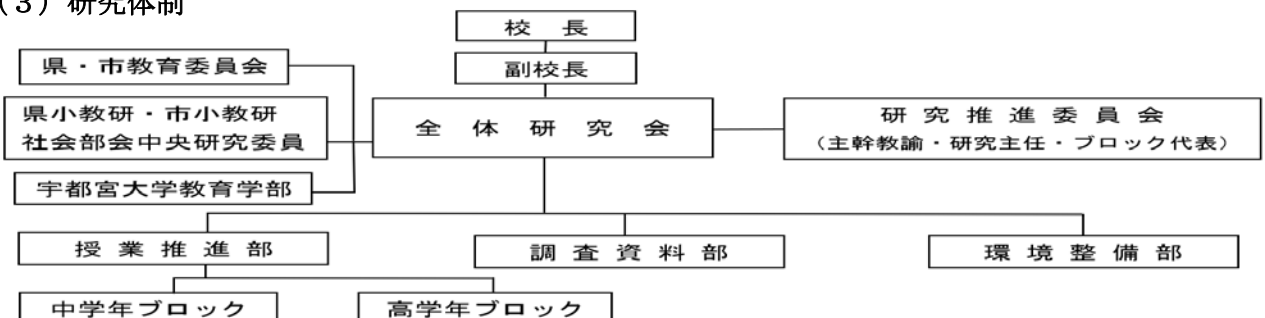 （３）研究体制
校長
副校長
県・市教育委員会
県小教研・市小教研
社会部会中央研究委員
宇都宮大学教育学部
全体研究会
研究推進委員会
（主幹教諭・研究主任・ブロック代表）
授業推進部
調査資料部
環境整備部
中学年ブロック
高学年ブロック